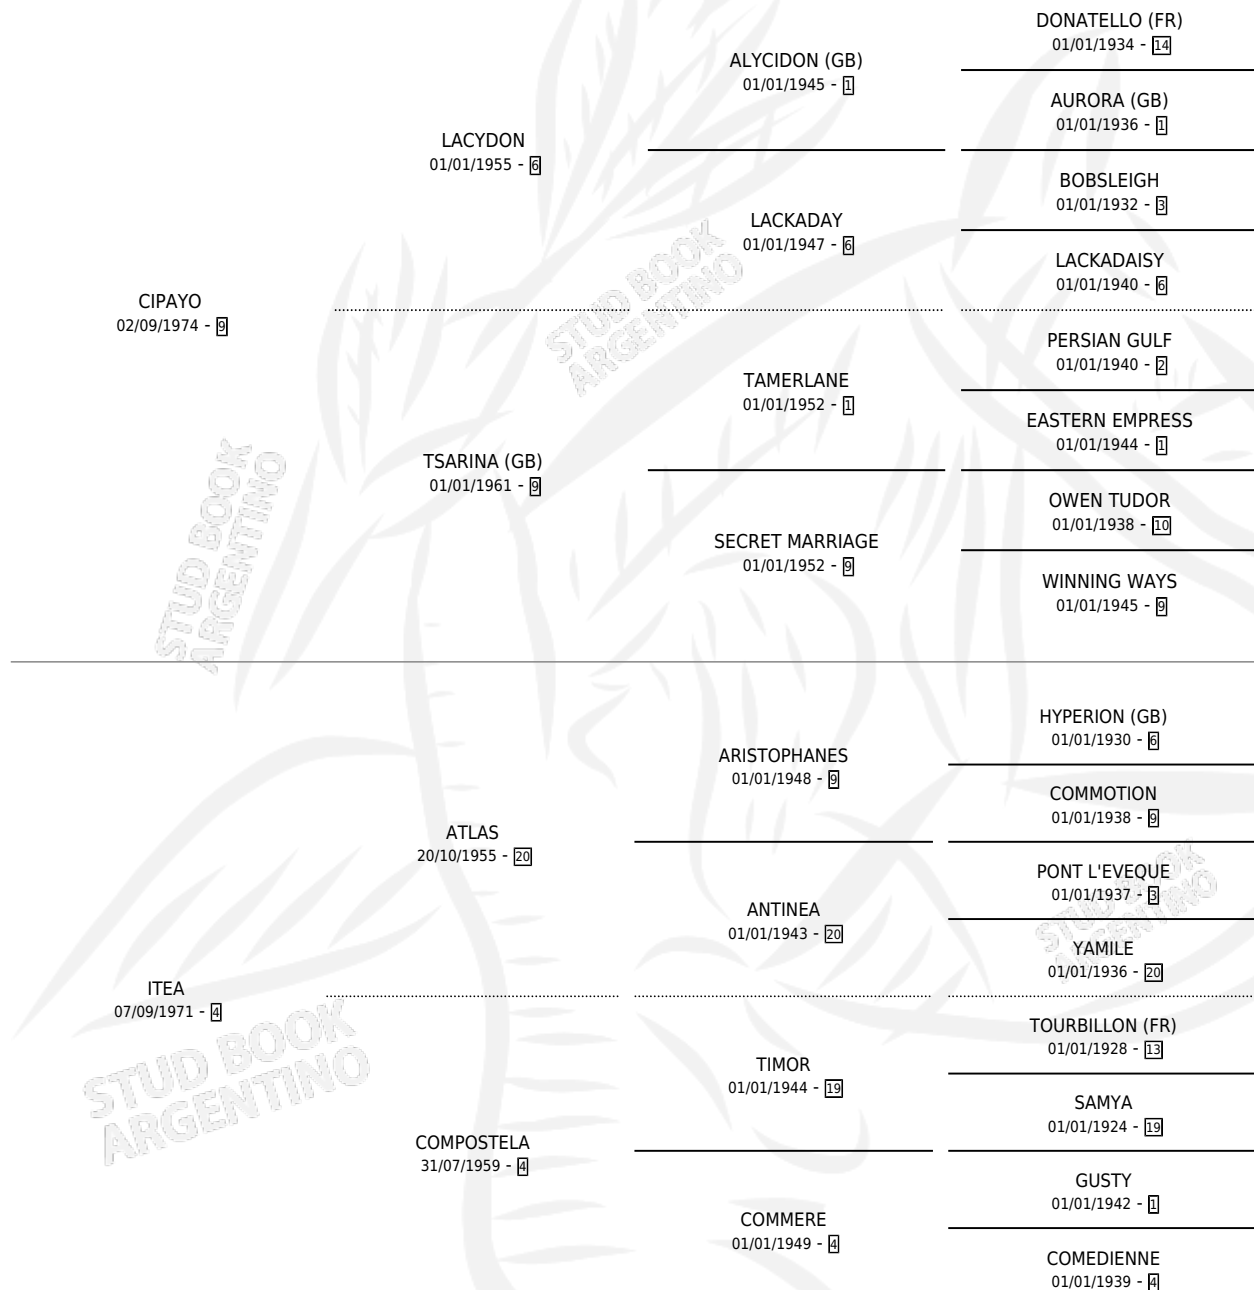 DONATELLO (FR)
01/01/1934 - 14
ALYCIDON (GB)
01/01/1945 - 1
AURORA (GB)
01/01/1936 - 1
LACYDON
01/01/1955 - 6
BOBSLEIGH
01/01/1932 - 3
LACKADAY
01/01/1947 - 6
LACKADAISY
01/01/1940 - 6
CIPAYO
02/09/1974 - 9
PERSIAN GULF
01/01/1940 - 2
TAMERLANE
01/01/1952 - 1
EASTERN EMPRESS
01/01/1944 - 1
TSARINA (GB)
01/01/1961 - 9
OWEN TUDOR
01/01/1938 - 10
SECRET MARRIAGE
01/01/1952 - 9
WINNING WAYS
01/01/1945 - 9
HYPERION (GB)
01/01/1930 - 6
ARISTOPHANES
01/01/1948 - 9
COMMOTION
01/01/1938 - 9
ATLAS
20/10/1955 - 20
PONT L'EVEQUE
01/01/1937 - 3
ANTINEA
01/01/1943 - 20
YAMILE
01/01/1936 - 20
ITEA
07/09/1971 - 4
TOURBILLON (FR)
01/01/1928 - 13
TIMOR
01/01/1944 - 19
SAMYA
01/01/1924 - 19
COMPOSTELA
31/07/1959 - 4
GUSTY
01/01/1942 - 1
COMMERE
01/01/1949 - 4
COMEDIENNE
01/01/1939 - 4
STUD BOOK
ARGENTINO
STUD BOOK
ARGENTINO
STUD BOOK
ARGENTINO
STUD BOOK
ARGENTINO